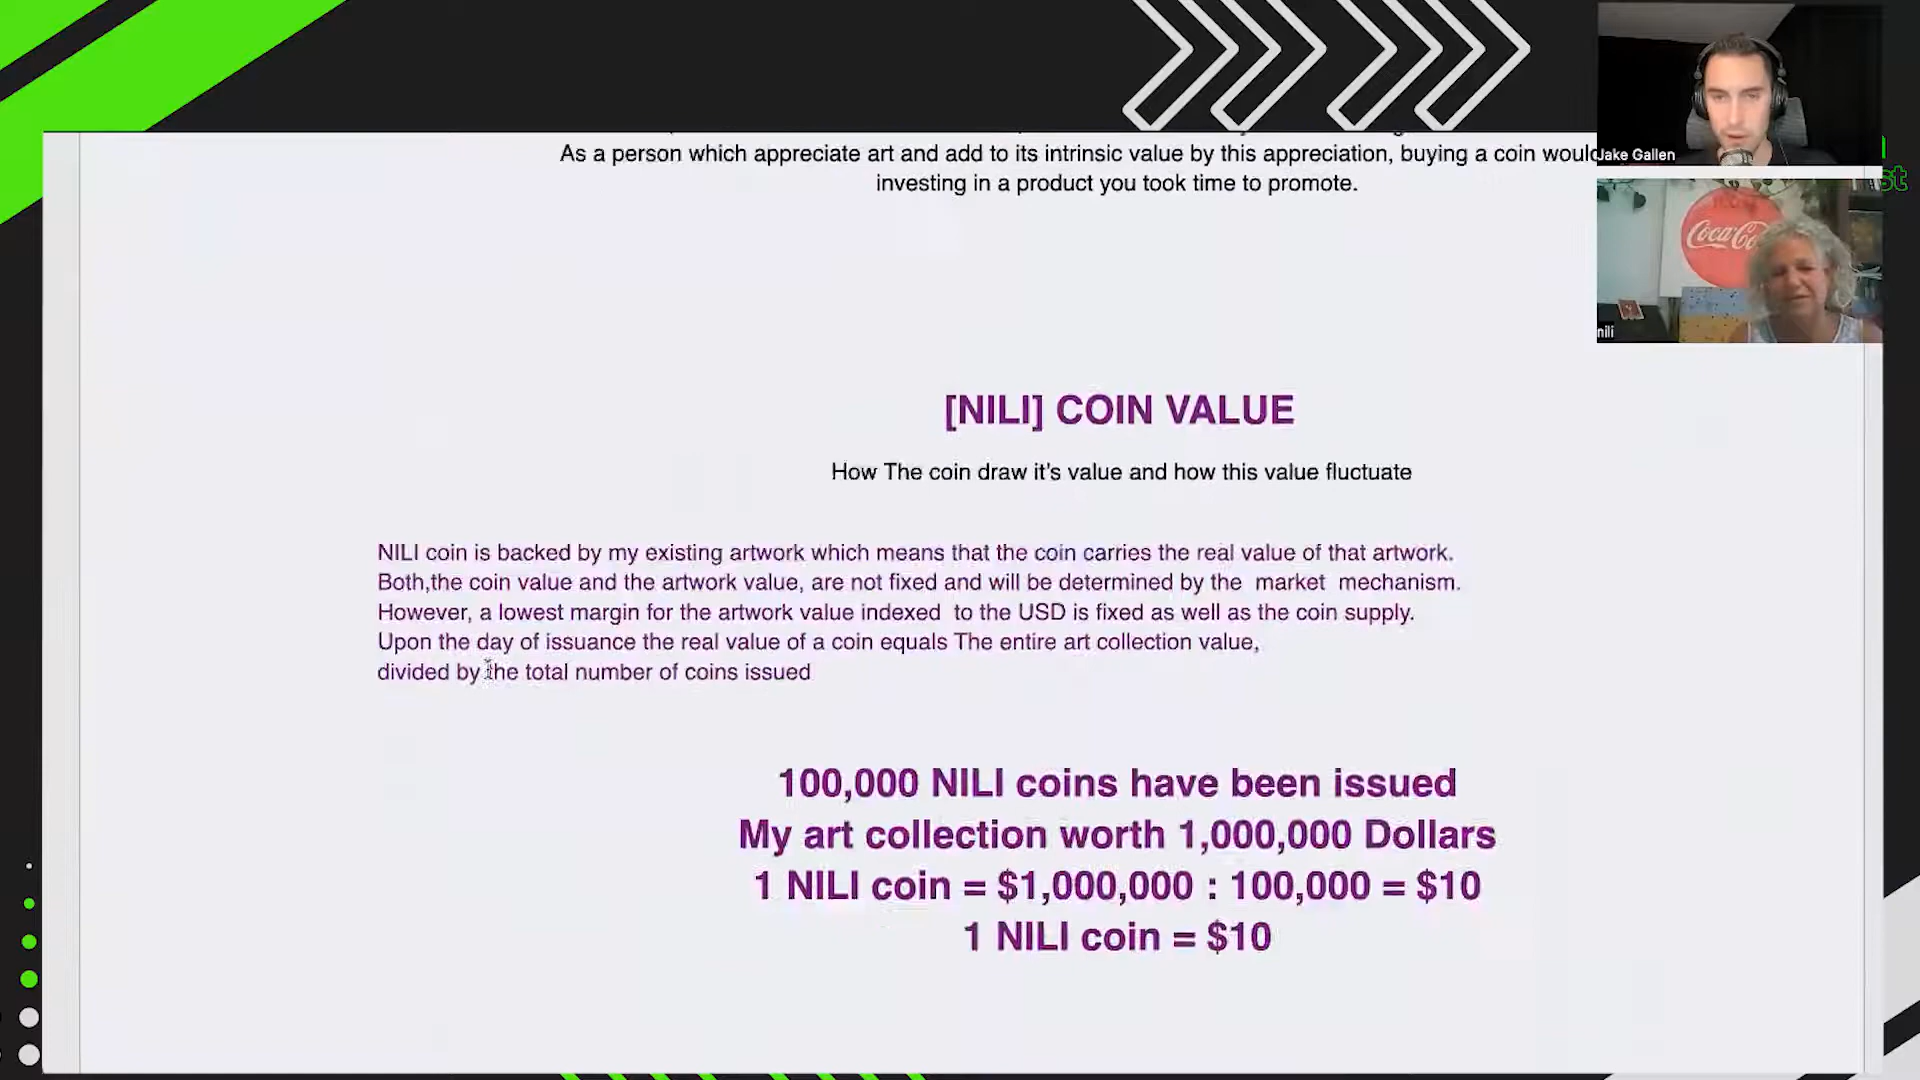 As a person which appreciate art and add to its intrinsic value by this appreciation, buying a coin would
investing in a product you took time to promote.
Jake Gallen
st
Coca-Co
nili
[NILI] COIN VALUE
How The coin draw it's value and how this value fluctuate
NILI coin is backed by my existing artwork which means that the coin carries the real value of that artwork.
Both,the coin value and the artwork value, are not fixed and will be determined by the market mechanism.
However, a lowest margin for the artwork value indexed to the USD is fixed as well as the coin supply.
Upon the day of issuance the real value of a coin equals The entire art collection value,
divided by the total number of coins issued
100,000 NILI coins have been issued
My art collection worth 1,000,000 Dollars
1 NILI coin = $1,000,000 : 100,000 = $10
1 NILI coin = $10